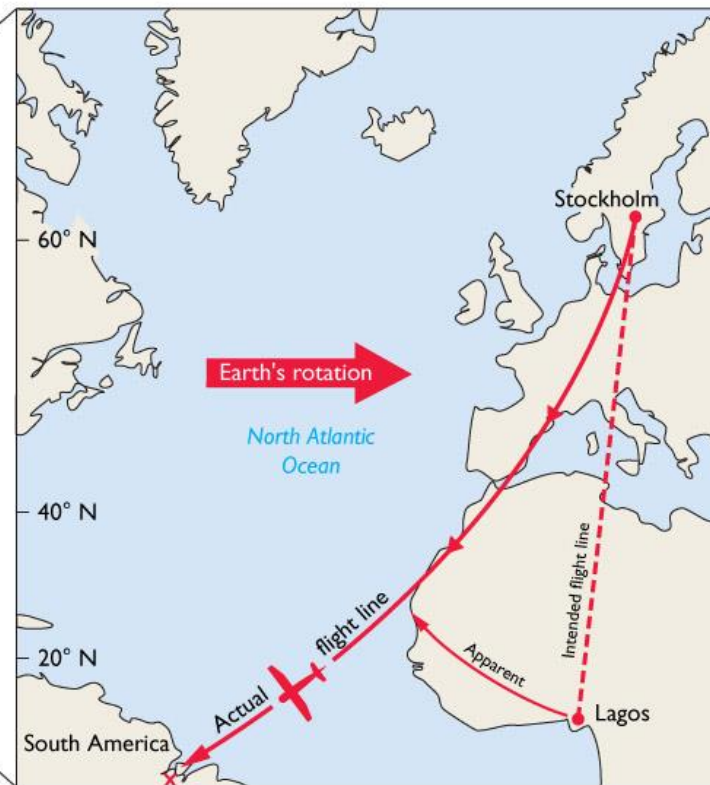 Stockholm
60° N
Earth's rotation
North Atlantic
Ocean
40° N
Intended flight line
flight line
20° N
Apparent
Actual
Lagos
South America